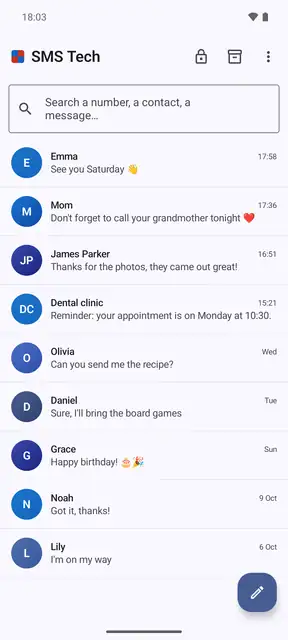 18:03
SMS Tech
Search a number, a contact, a
message…
E
Emma
17:58
See you Saturday 👋
M
Mom
17:36
Don't forget to call your grandmother tonight ❤️
JP
James Parker
16:51
Thanks for the photos, they came out great!
DC
Dental clinic
15:21
Reminder: your appointment is on Monday at 10:30.
O
Olivia
Wed
Can you send me the recipe?
D
Daniel
Tue
Sure, I'll bring the board games
G
Grace
Sun
Happy birthday! 🎂🎉
N
Noah
9 Oct
Got it, thanks!
L
Lily
6 Oct
I'm on my way